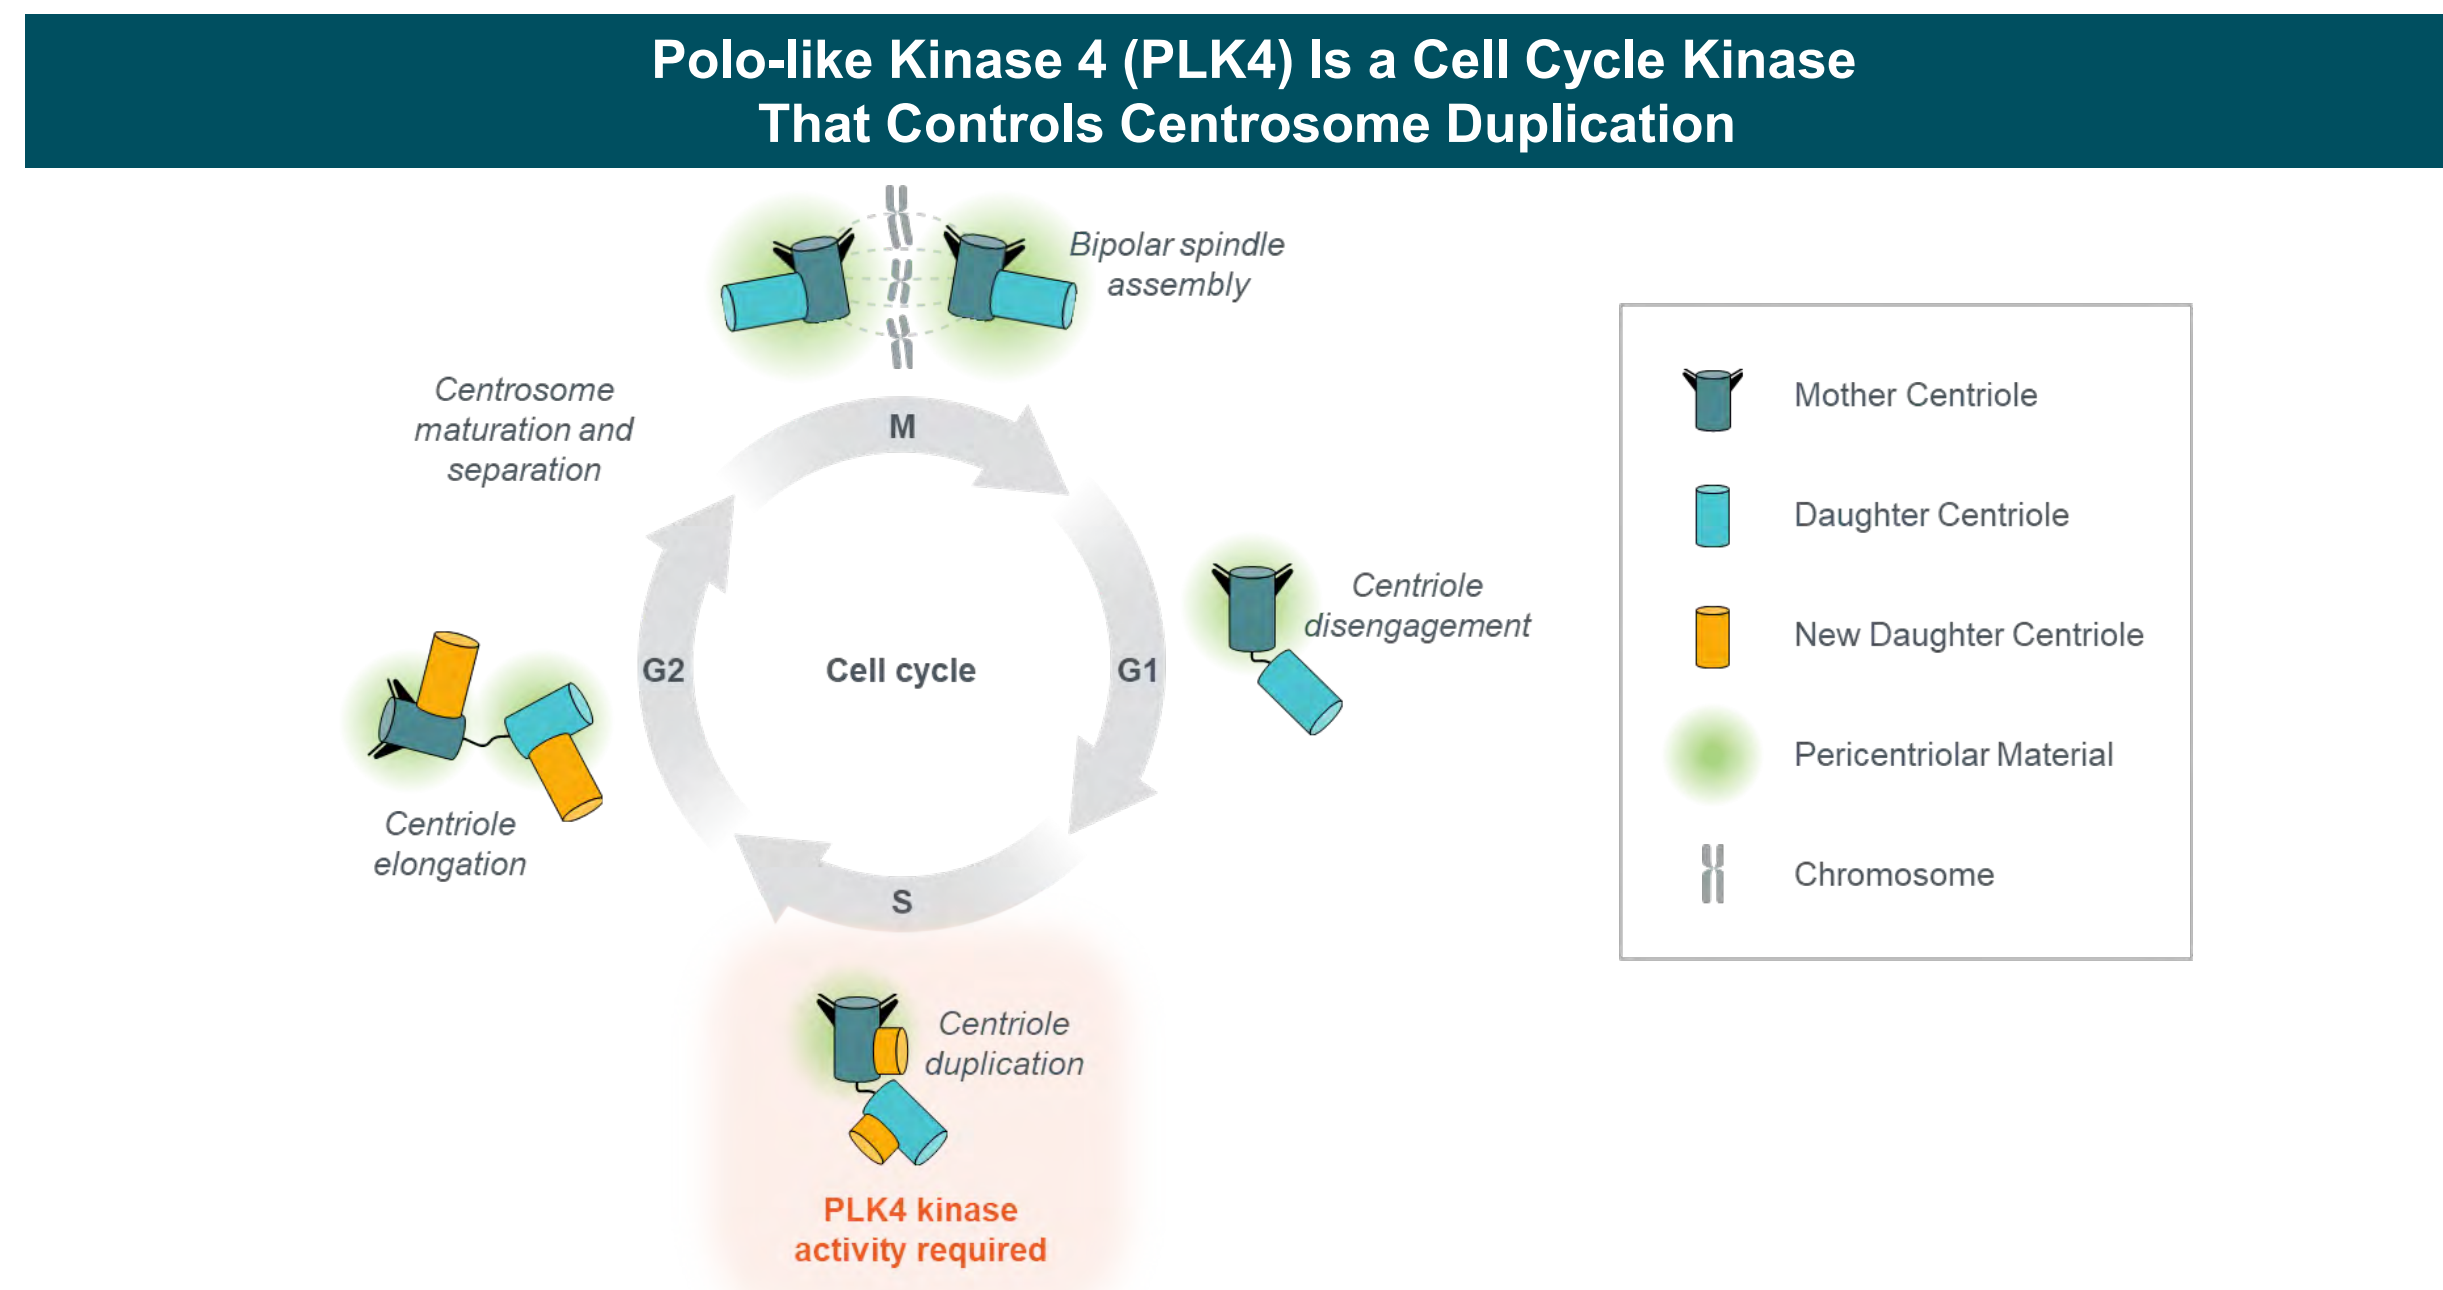 Polo-like Kinase 4 (PLK4) Is a Cell Cycle Kinase
That Controls Centrosome Duplication
Bipolar spindle
assembly
Centrosome
maturation and
separation
M
Centriole
disengagement
G2
Cell cycle
G1
Centriole
elongation
S
Centriole
duplication
PLK4 kinase
activity required
Mother Centriole
Daughter Centriole
New Daughter Centriole
Pericentriolar Material
Chromosome